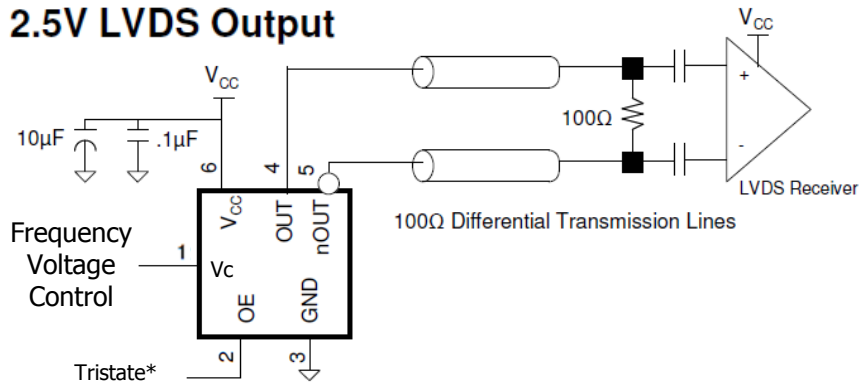 2.5V LVDS Output
VCC
VCC
10µF
.1µF
100Ω
+
-
LVDS Receiver
6
4
5
VCC
OUT
nOUT
100Ω Differential Transmission Lines
Frequency
Voltage
Control
1
Vc
OE
GND
2
3
Tristate*